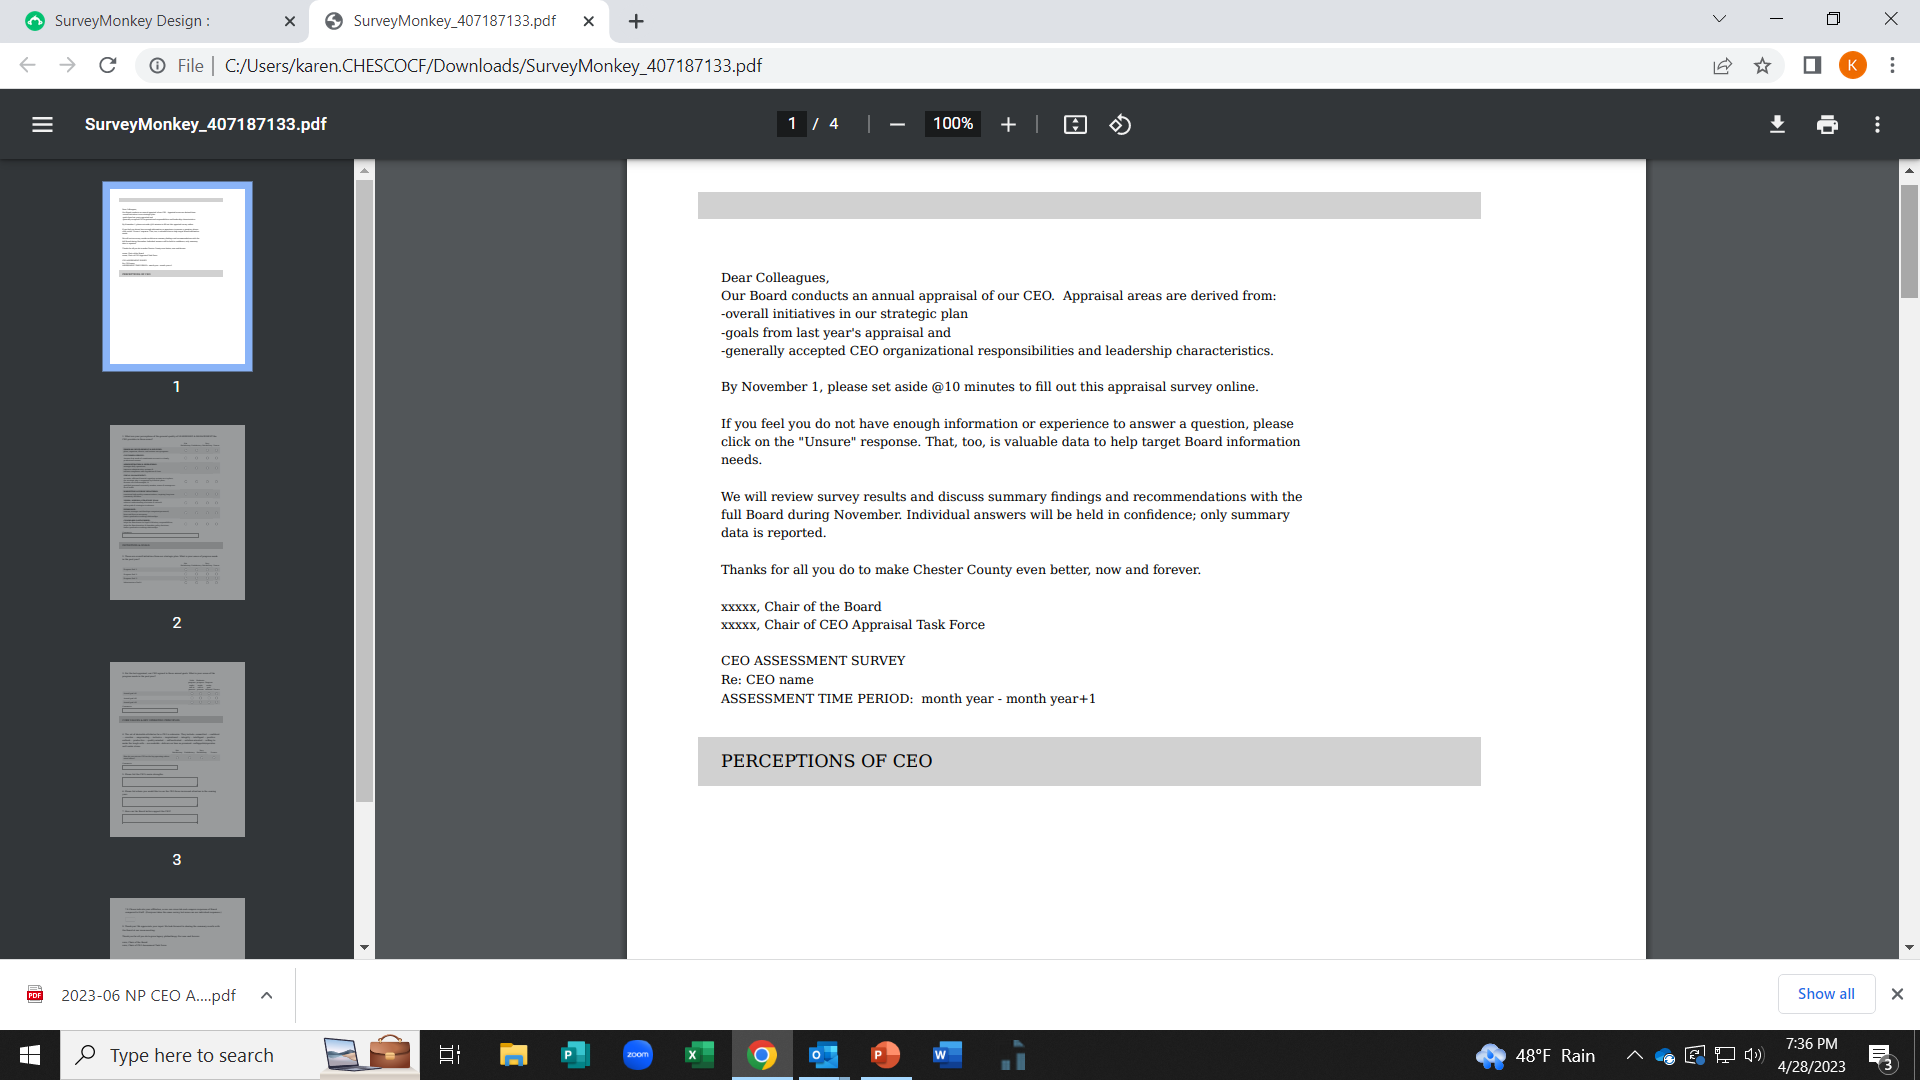 SurveyMonkey Design :
SurveyMonkey_407187133.pdf
File
C:/Users/karen.CHESCOCF/Downloads/SurveyMonkey_407187133.pdf
K
SurveyMonkey_407187133.pdf
1 / 4
100%
Dear Colleagues,
Our Board conducts an annual appraisal of our CEO.  Appraisal areas are derived from:
-overall initiatives in our strategic plan
-goals from last year's appraisal and
-generally accepted CEO organizational responsibilities and leadership characteristics.
By November 1, please set aside @10 minutes to fill out this appraisal survey online.
If you feel you do not have enough information or experience to answer a question, please
click on the "Unsure" response. That, too, is valuable data to help target Board information
needs.
We will review survey results and discuss summary findings and recommendations with the
full Board during November. Individual answers will be held in confidence; only summary
data is reported.
Thanks for all you do to make Chester County even better, now and forever.
xxxxx, Chair of the Board
xxxxx, Chair of CEO Appraisal Task Force
CEO ASSESSMENT SURVEY
Re: CEO name
ASSESSMENT TIME PERIOD:  month year - month year+1
PERCEPTIONS OF CEO
1
2
3
PDF
2023-06 NP CEO A....pdf
Show all
Type here to search
zoom
48°F Rain
7:36 PM
4/28/2023
3